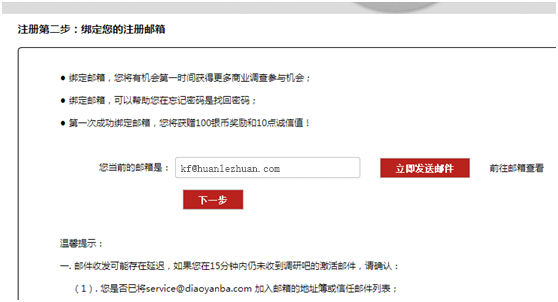 注册第二步：绑定您的注册邮箱
● 绑定邮箱，您将有机会第一时间获得更多商业调查参与机会；
● 绑定邮箱，可以帮助您在忘记密码是找回密码；
● 第一次成功绑定邮箱，您将获赠100银币奖励和10点诚信值！
您当前的邮箱是： kf@huanlezhuan.com 立即发送邮件 前往邮箱查看
下一步
温馨提示：
一. 邮件收发可能存在延迟，如果您在15分钟内仍未收到调研吧的激活邮件，请确认：
（1）. 您是否已将service@diaoyanba.com 加入邮箱的地址簿或信任邮件列表；